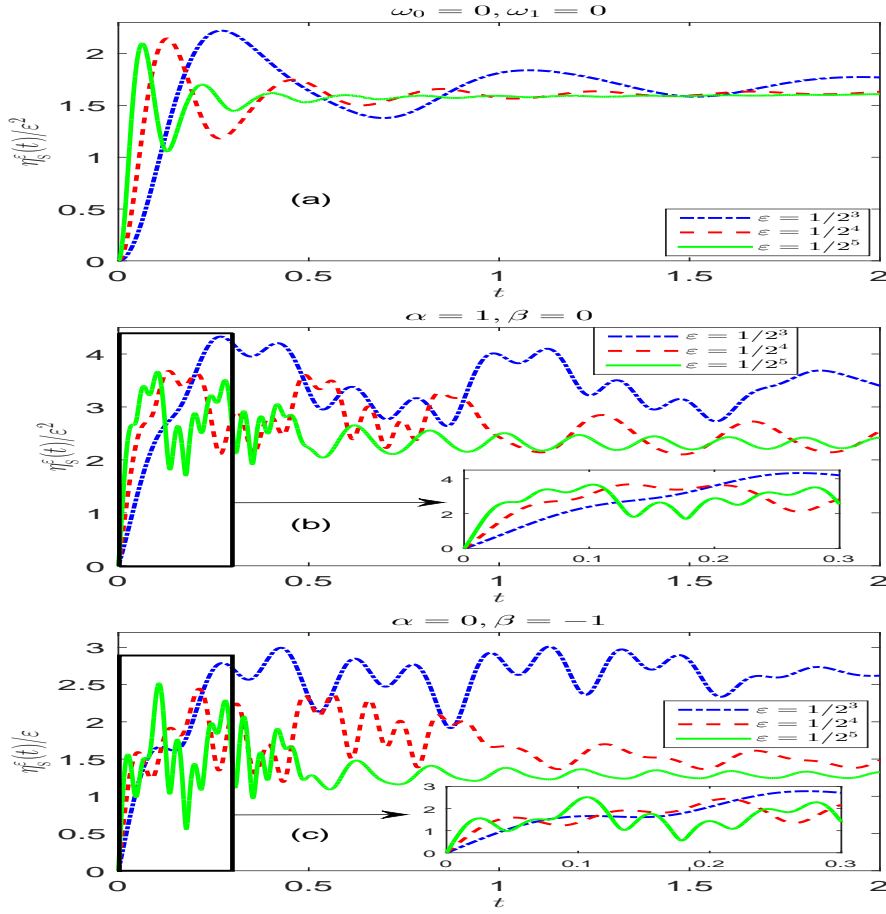 ω₀ = 0, ω₁ = 0
2
1.5
1
0.5
0
η_s^ε(t)/ε²
(a)
ε = 1/2³
ε = 1/2⁴
ε = 1/2⁵
0 0.5 1 1.5 2
t
α = 1, β = 0
4
3
2
1
0
η_s^ε(t)/ε²
(b)
ε = 1/2³
ε = 1/2⁴
ε = 1/2⁵
4
2
0
0 0.1 0.2 0.3
0 0.5 1 1.5 2
t
α = 0, β = −1
3
2.5
2
1.5
1
0.5
0
η_s^ε(t)/ε
(c)
ε = 1/2³
ε = 1/2⁴
ε = 1/2⁵
3
2
1
0
0 0.1 0.2 0.3
0 0.5 1 1.5 2
t